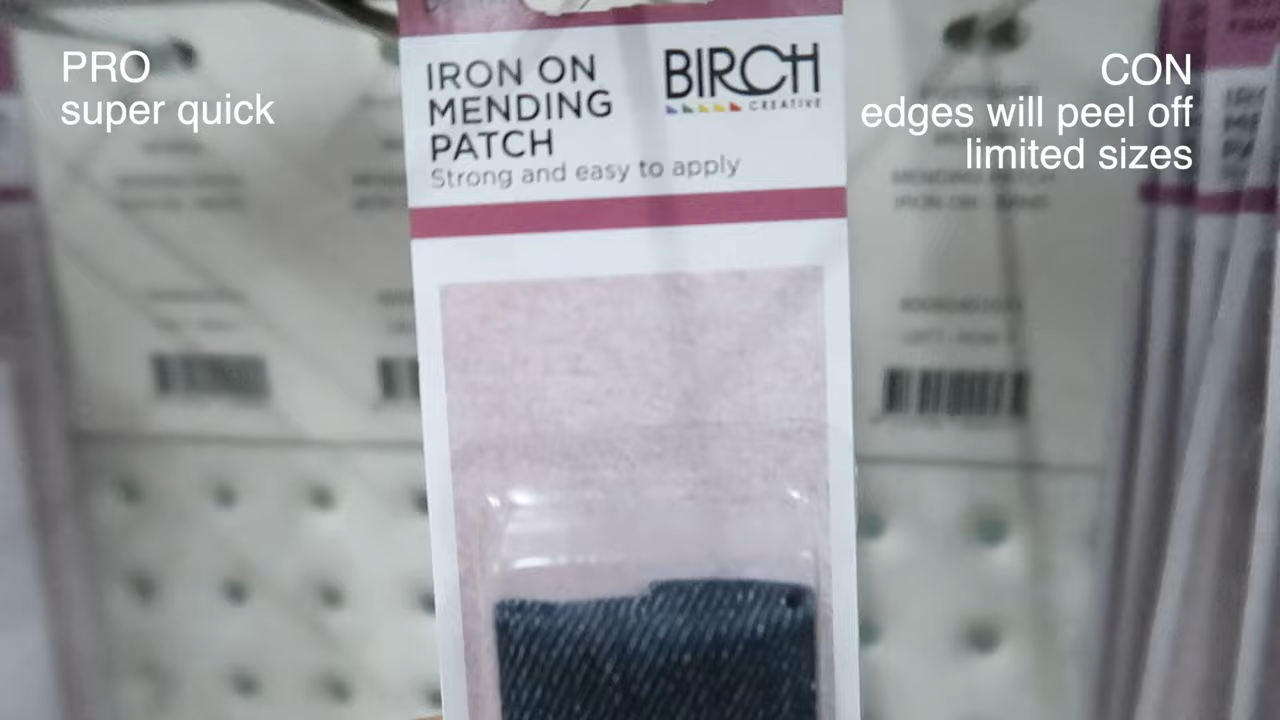 PRO
super quick
IRON ON
MENDING
PATCH
Strong and easy to apply
BIRCH
CREATIVE
CON
edges will peel off
limited sizes